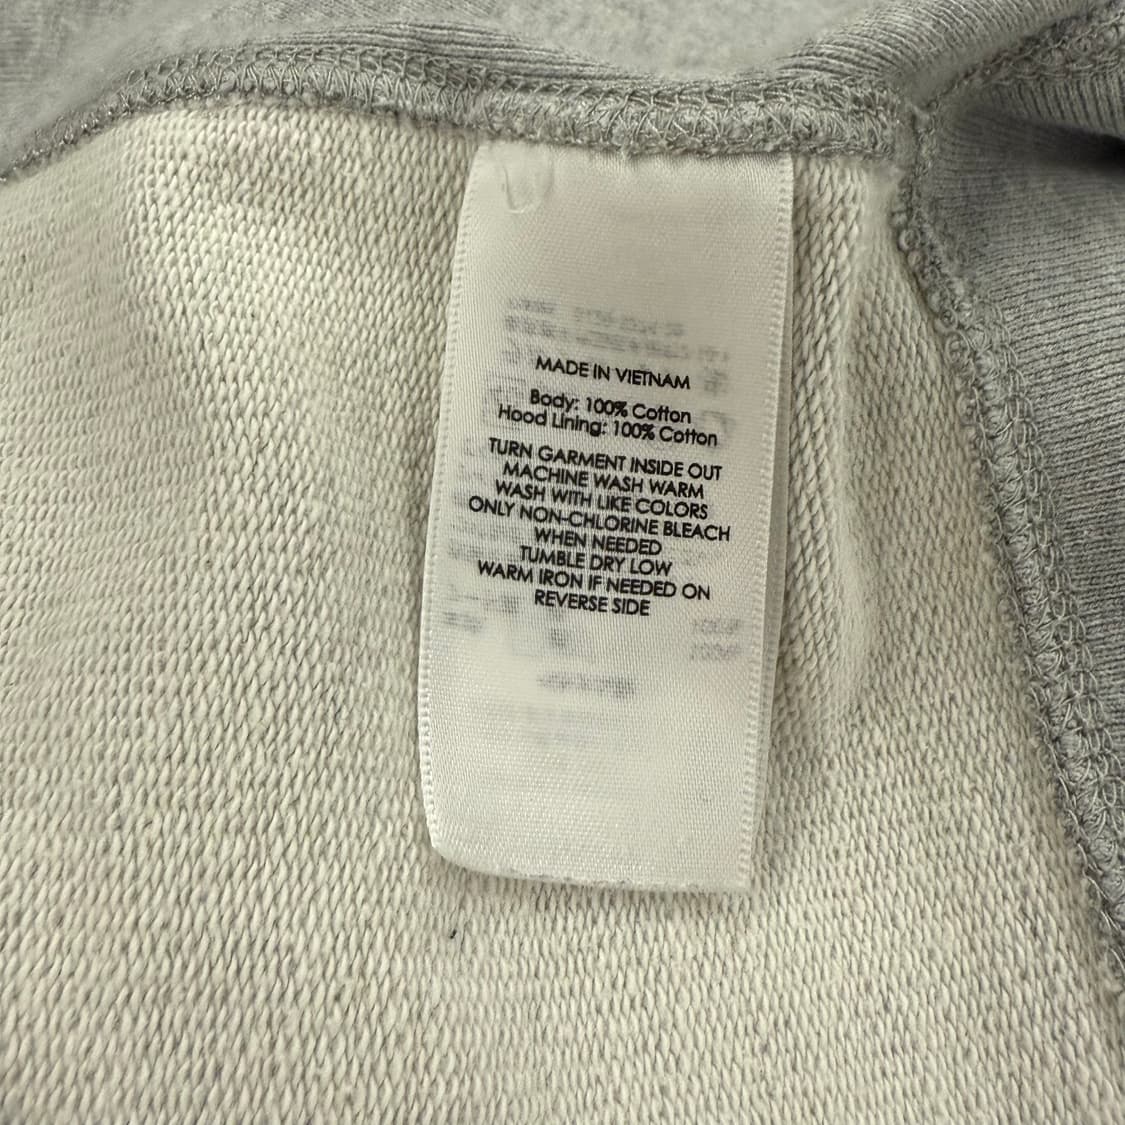 MADE IN VIETNAM
Body: 100% Cotton
Hood Lining: 100% Cotton
TURN GARMENT INSIDE OUT
MACHINE WASH WARM
WASH WITH LIKE COLORS
ONLY NON-CHLORINE BLEACH
WHEN NEEDED
TUMBLE DRY LOW
WARM IRON IF NEEDED ON
REVERSE SIDE